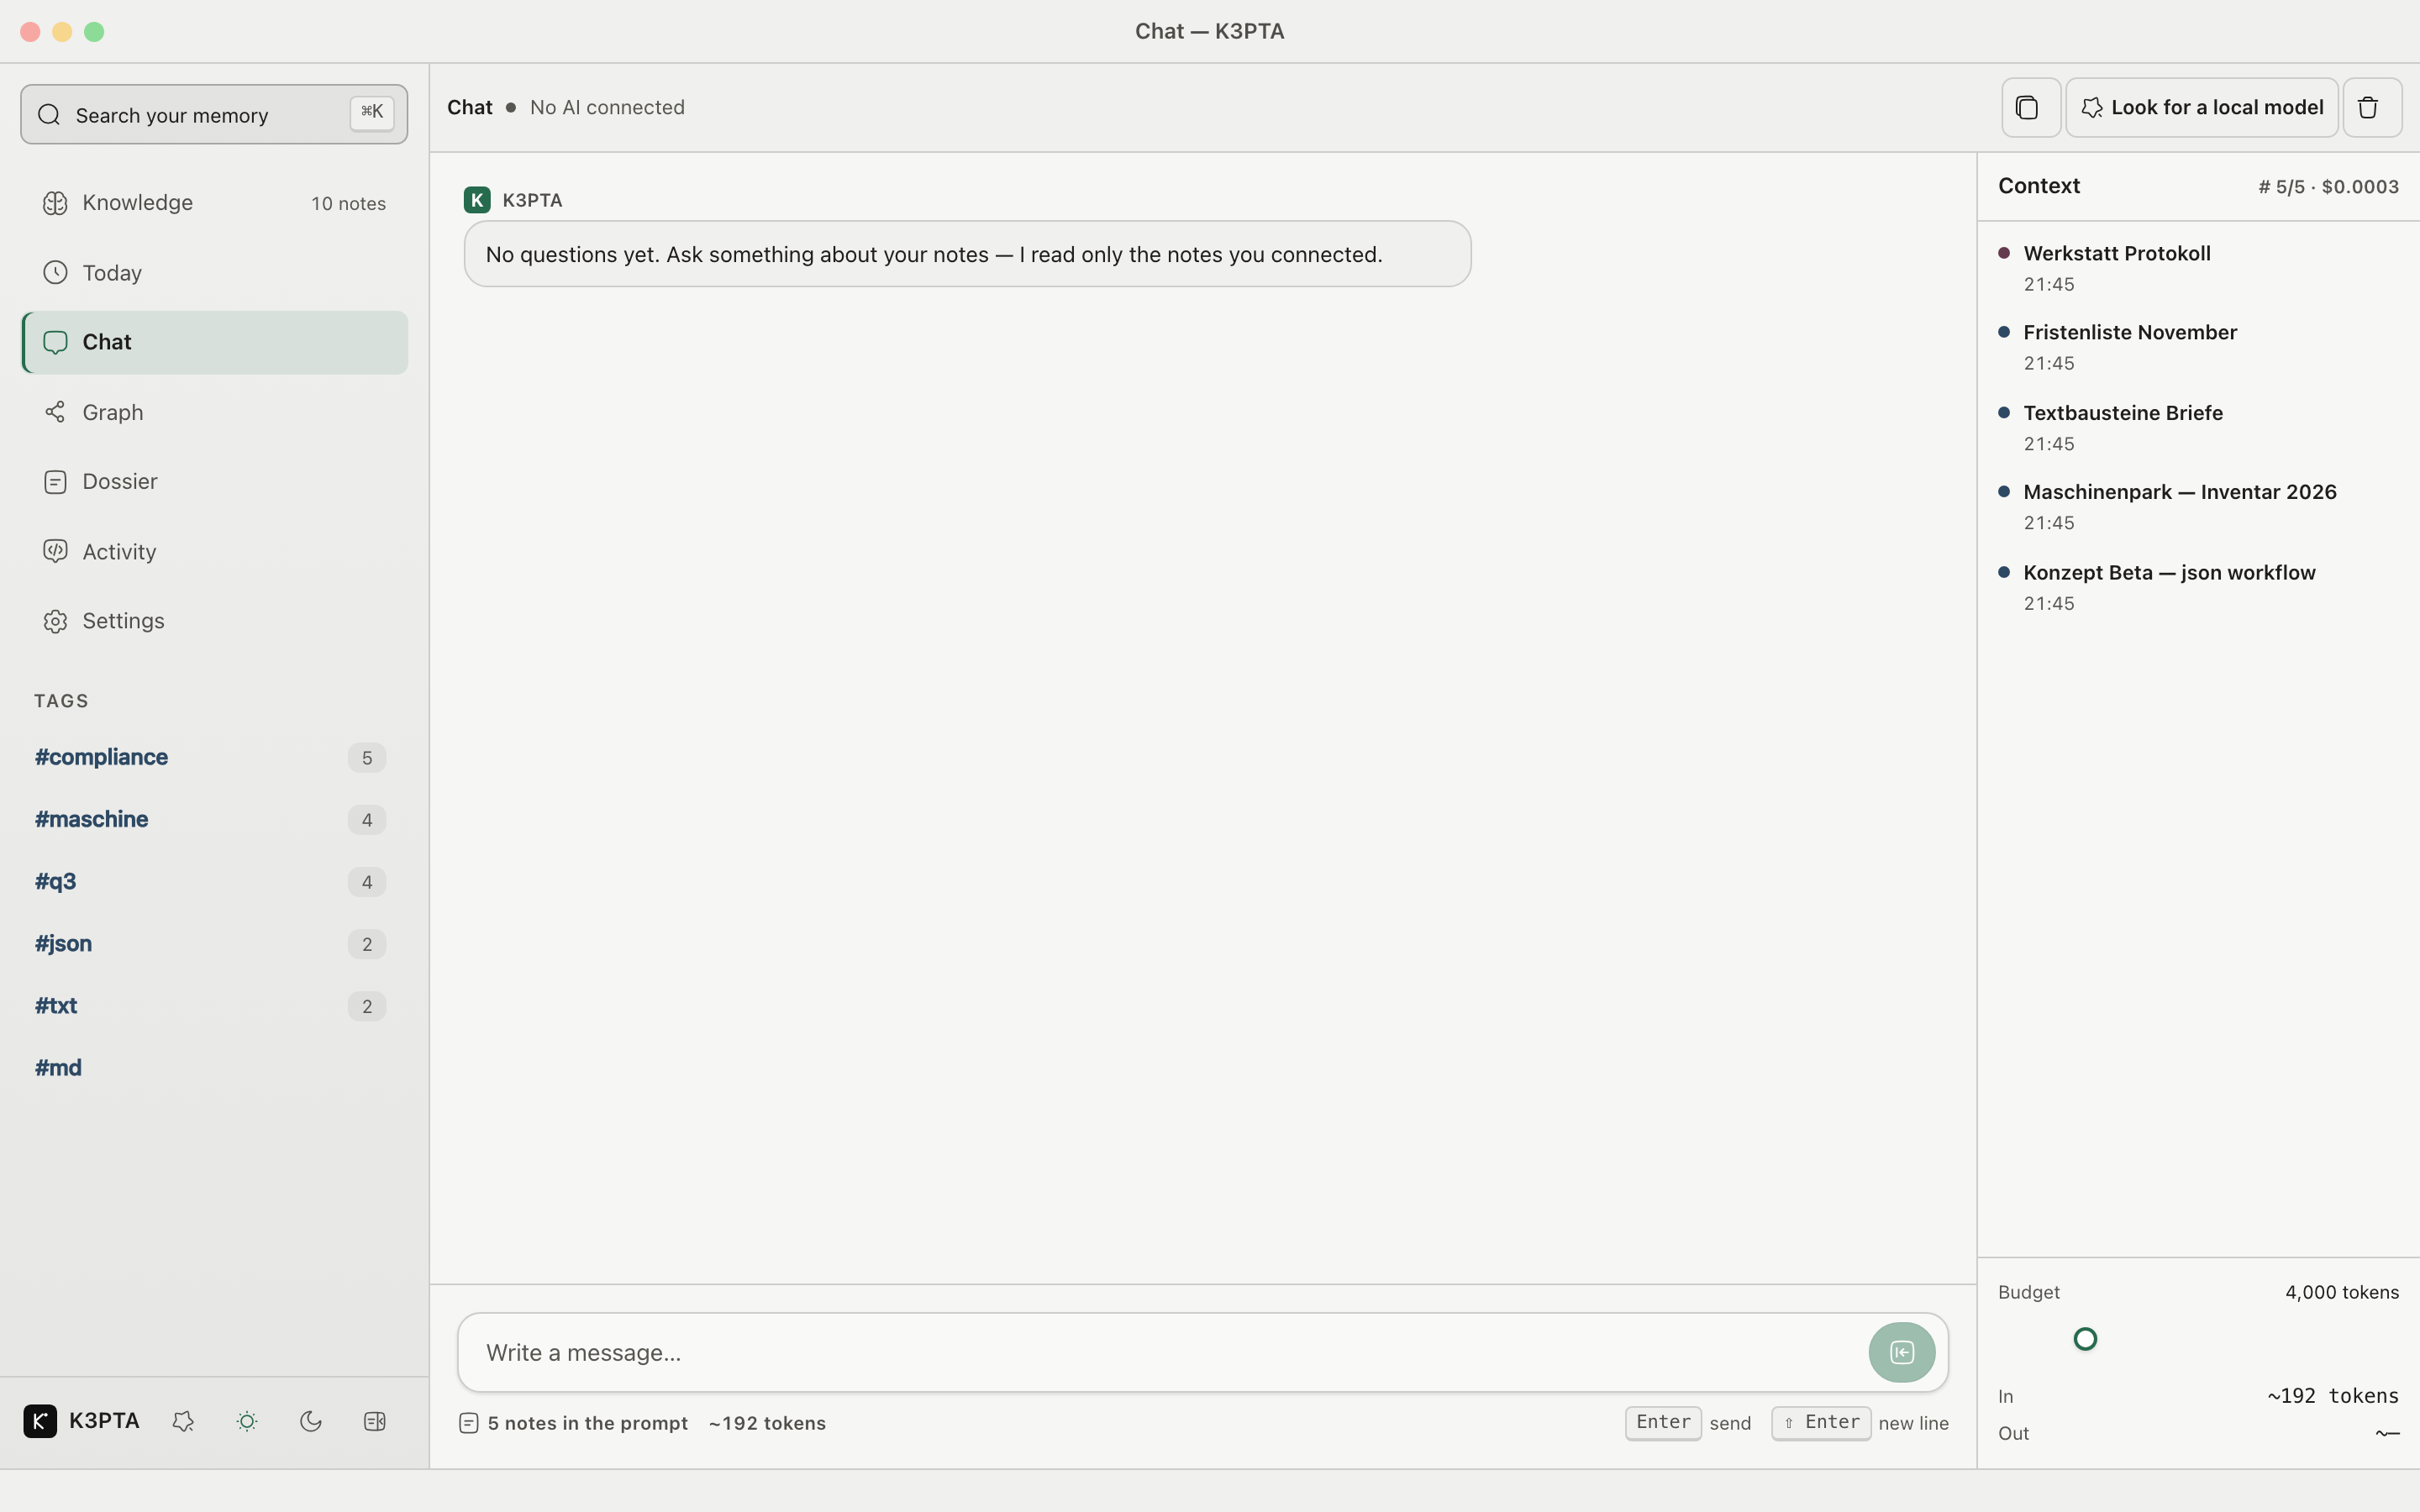 Chat — K3PTA
Search your memory ⌘K
Knowledge 10 notes
Today
Chat
Graph
Dossier
Activity
Settings
TAGS
#compliance 5
#maschine 4
#q3 4
#json 2
#txt 2
#md
K3PTA
Chat • No AI connected
Look for a local model
K K3PTA
No questions yet. Ask something about your notes — I read only the notes you connected.
Write a message...
5 notes in the prompt ~192 tokens
Enter send ⇧ Enter new line
Context # 5/5 · $0.0003
Werkstatt Protokoll
21:45
Fristenliste November
21:45
Textbausteine Briefe
21:45
Maschinenpark — Inventar 2026
21:45
Konzept Beta — json workflow
21:45
Budget 4,000 tokens
In ~192 tokens
Out ~—